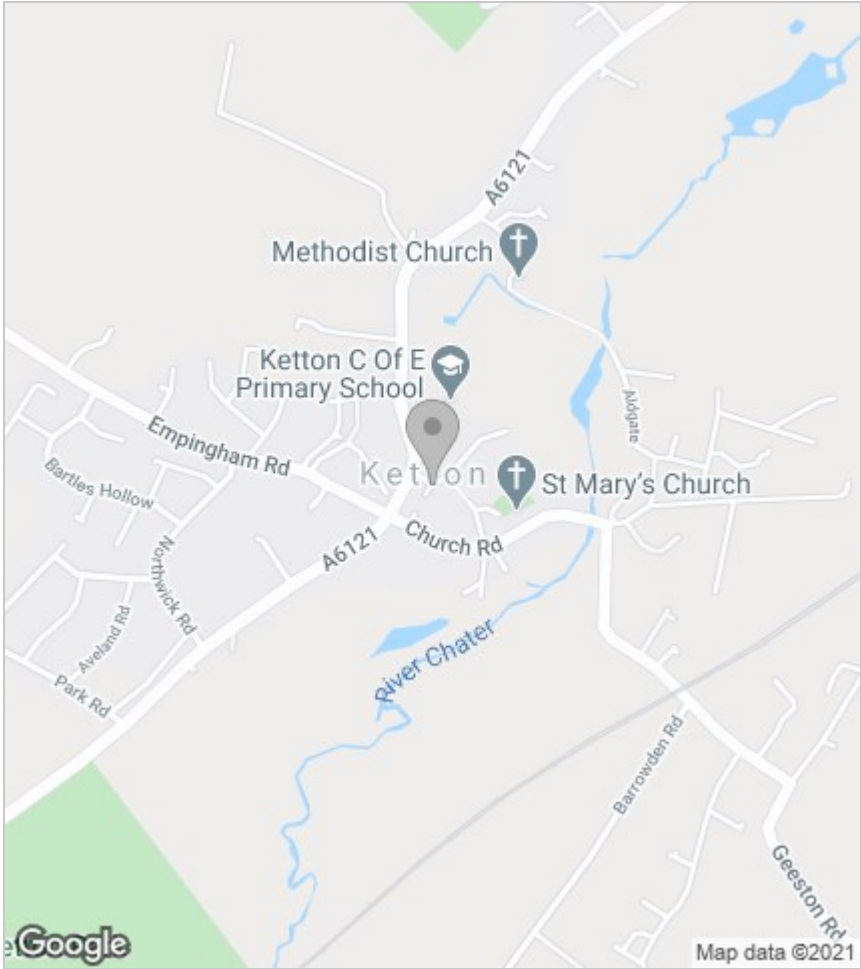 A6121
Methodist Church
Ketton C Of E
Primary School
Empingham Rd
Aldgate
Ketton
St Mary's Church
Bartles Hollow
Church Rd
A6121
Northwick Rd
Aveland Rd
River Chater
Park Rd
Barrowden Rd
Geeston Rd
Google
Map data ©2021